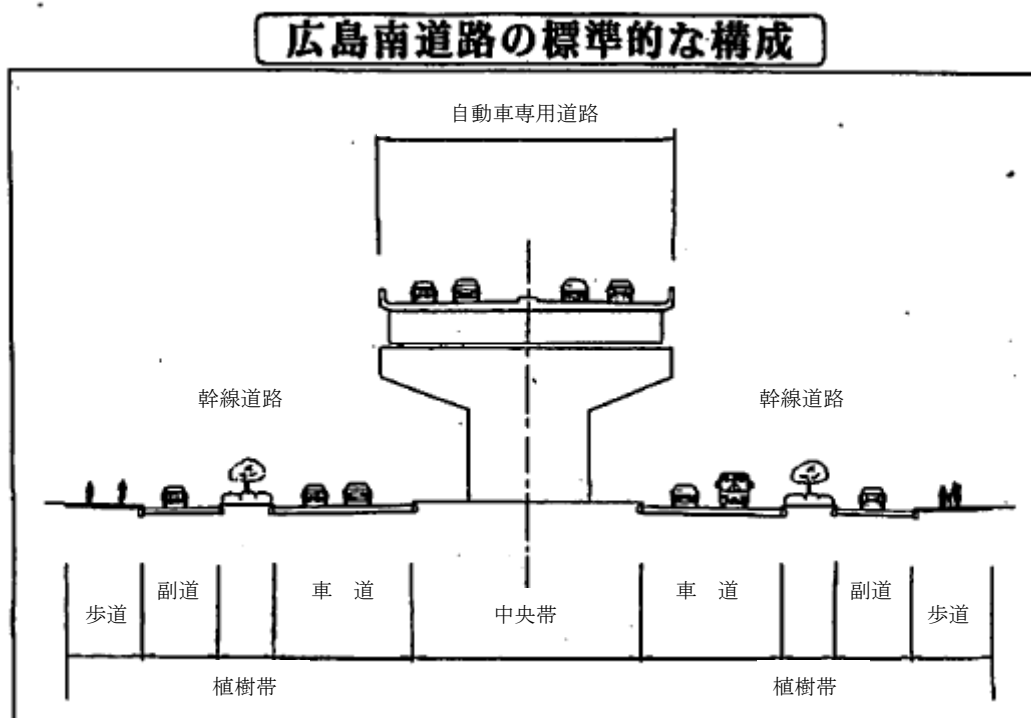 広島南道路の標準的な構成
自動車専用道路
幹線道路
幹線道路
歩道
副道
車 道
中央帯
車 道
副道
歩道
植樹帯
植樹帯